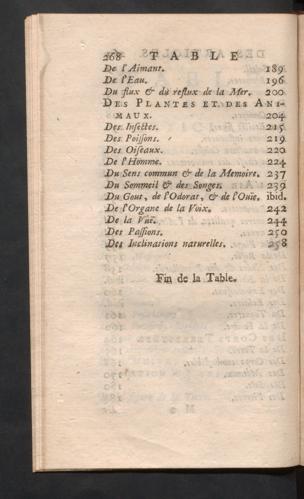 268 TABLE
De l'Aimant. 189
De l'Eau. 196
Du flux & du reflux de la Mer. 200
DES PLANTES ET DES ANI-
MAUX. 204
Des Insectes. 215
Des Poissons. 219
Des Oiseaux. 220
De l'Homme. 224
Du Sens commun & de la Memoire. 237
Du Sommeil & des Songes. 239
Du Gout, de l'Odorat, & de l'Ouïe. ibid.
De l'Organe de la Voix. 242
De la Vuë. 244
Des Passions. 250
Des Inclinations naturelles. 258
Fin de la Table.